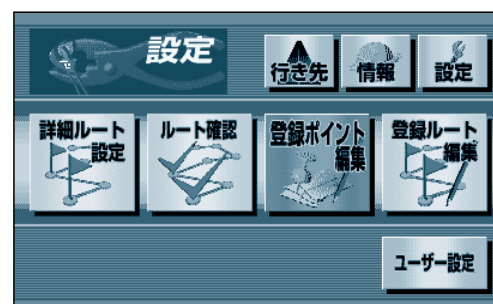 設定
行き先
情報
設定
詳細ルート
設定
ルート確認
登録ポイント
編集
登録ルート
編集
ユーザー設定